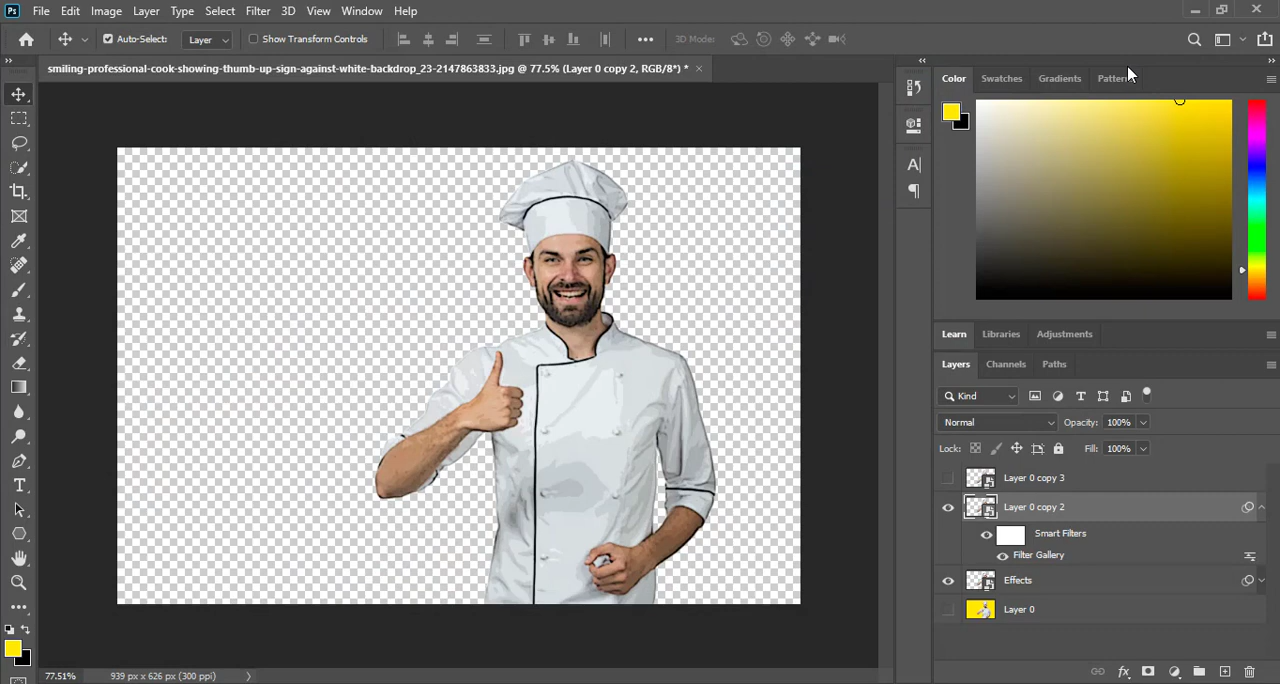 Ps File Edit Image Layer Type Select Filter 3D View Window Help
Auto-Select: Layer Show Transform Controls 3D Mode:
smiling-professional-cook-showing-thumb-up-sign-against-white-backdrop_23-2147863833.jpg @ 77.5% (Layer 0 copy 2, RGB/8*) *
Color Swatches Gradients
Learn Libraries Adjustments
Layers Channels Paths
Kind
Normal Opacity: 100%
Lock: Fill: 100%
Layer 0 copy 3
Layer 0 copy 2
Smart Filters
Filter Gallery
Effects
Layer 0
77.51% 939 px x 626 px (300 ppi)